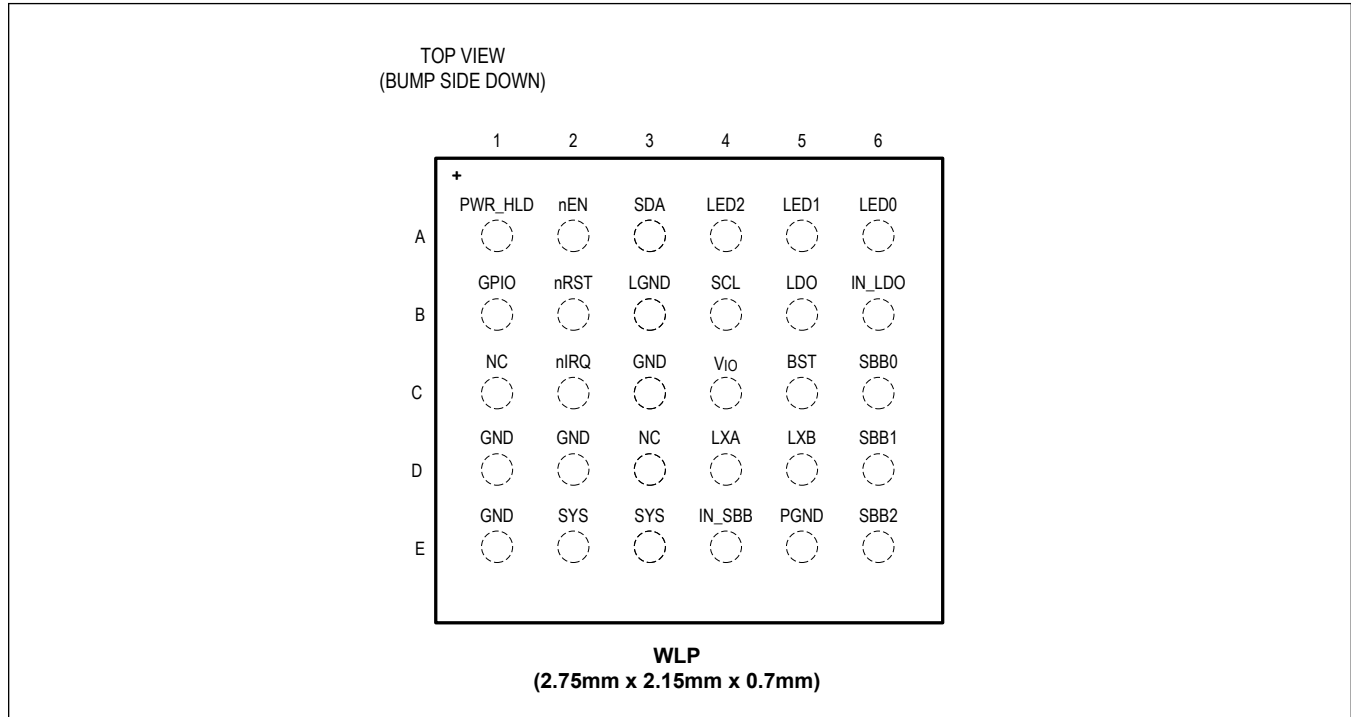 TOP VIEW
(BUMP SIDE DOWN)
1 2 3 4 5 6
+
PWR_HLD nEN SDA LED2 LED1 LED0
A
GPIO nRST LGND SCL LDO IN_LDO
B
NC nIRQ GND VIO BST SBB0
C
GND GND NC LXA LXB SBB1
D
GND SYS SYS IN_SBB PGND SBB2
E
WLP
(2.75mm x 2.15mm x 0.7mm)